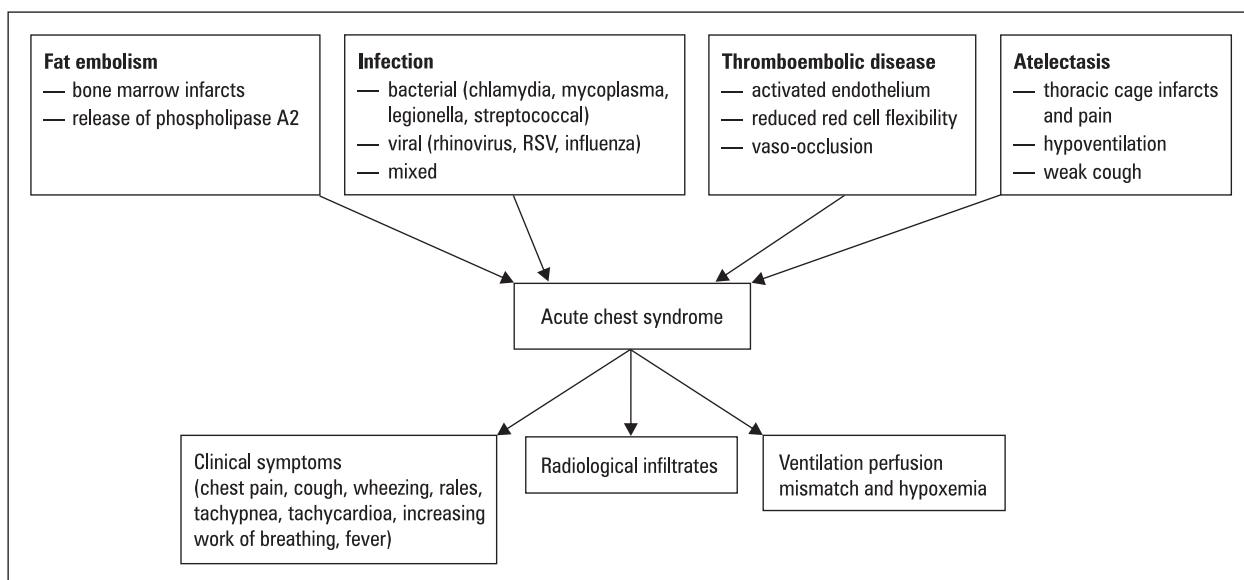 Fat embolism
— bone marrow infarcts
— release of phospholipase A2
Infection
— bacterial (chlamydia, mycoplasma,
legionella, streptococcal)
— viral (rhinovirus, RSV, influenza)
— mixed
Thromboembolic disease
— activated endothelium
— reduced red cell flexibility
— vaso-occlusion
Atelectasis
— thoracic cage infarcts
and pain
— hypoventilation
— weak cough
Acute chest syndrome
Clinical symptoms
(chest pain, cough, wheezing, rales,
tachypnea, tachycardioa, increasing
work of breathing, fever)
Radiological infiltrates
Ventilation perfusion
mismatch and hypoxemia